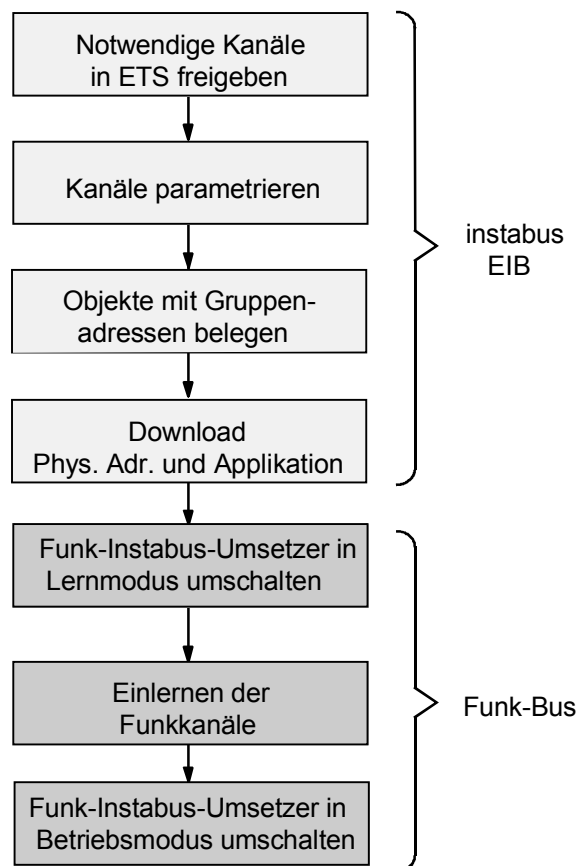 Notwendige Kanäle
in ETS freigeben
Kanäle parametrieren
Objekte mit Gruppen-
adressen belegen
Download
Phys. Adr. und Applikation
instabus
EIB
Funk-Instabus-Umsetzer in
Lernmodus umschalten
Einlernen der
Funkkanäle
Funk-Instabus-Umsetzer in
Betriebsmodus umschalten
Funk-Bus